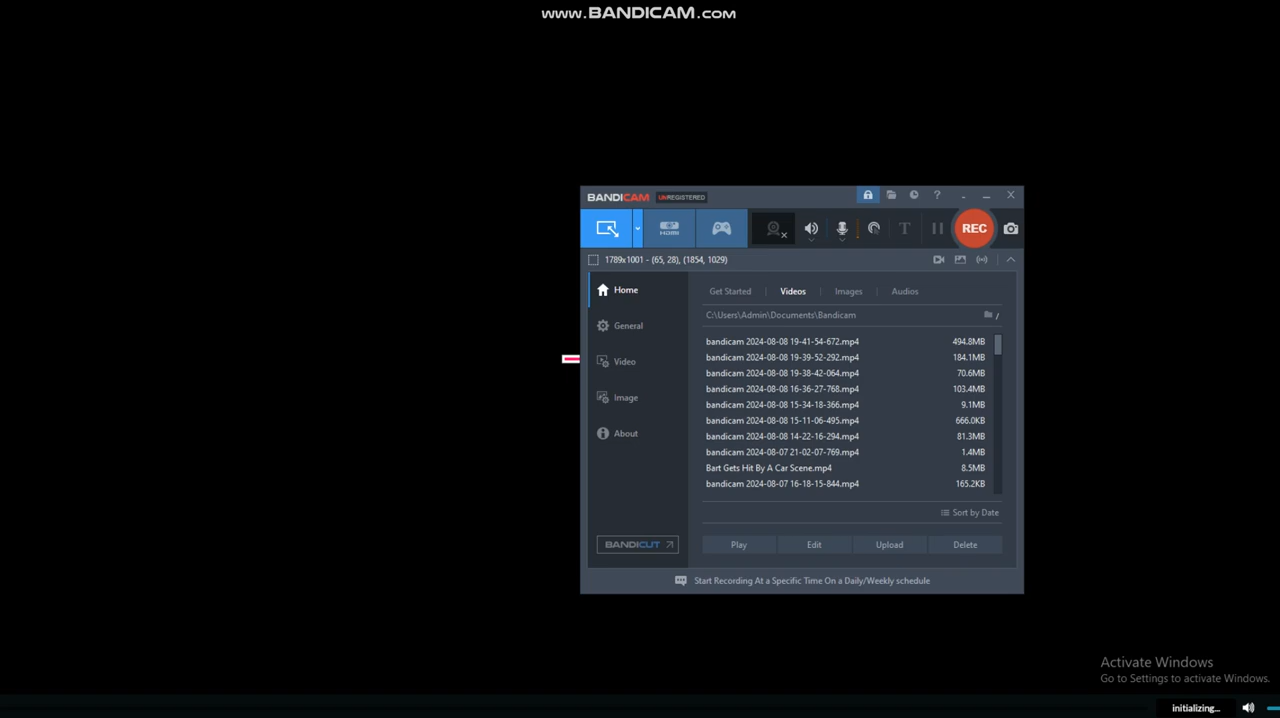 www.BANDICAM.com
BANDICAM UNREGISTERED
?
HDMI
T
REC
1789x1001 - (65, 28), (1854, 1029)
Home
General
Video
Image
About
BANDICUT
Get Started Videos Images Audios
C:\Users\Admin\Documents\Bandicam
bandicam 2024-08-08 19-41-54-672.mp4 494.8MB
bandicam 2024-08-08 19-39-52-292.mp4 184.1MB
bandicam 2024-08-08 19-38-42-064.mp4 70.6MB
bandicam 2024-08-08 16-36-27-768.mp4 103.4MB
bandicam 2024-08-08 15-34-18-366.mp4 9.1MB
bandicam 2024-08-08 15-11-06-495.mp4 666.0KB
bandicam 2024-08-08 14-22-16-294.mp4 81.3MB
bandicam 2024-08-07 21-02-07-769.mp4 1.4MB
Bart Gets Hit By A Car Scene.mp4 8.5MB
bandicam 2024-08-07 16-18-15-844.mp4 165.2KB
Sort by Date
Play Edit Upload Delete
Start Recording At a Specific Time On a Daily/Weekly schedule
Activate Windows
Go to Settings to activate Windows.
initializing...